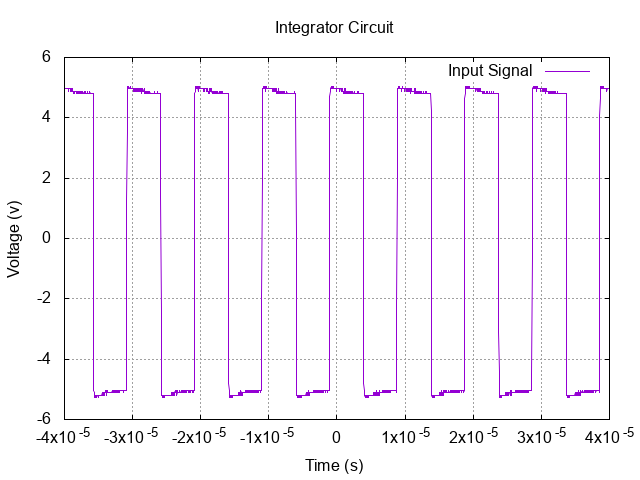 Integrator Circuit
Input Signal
6
4
2
0
-2
-4
-6
Voltage (v)
-4x10^-5 -3x10^-5 -2x10^-5 -1x10^-5 0 1x10^-5 2x10^-5 3x10^-5 4x10^-5
Time (s)